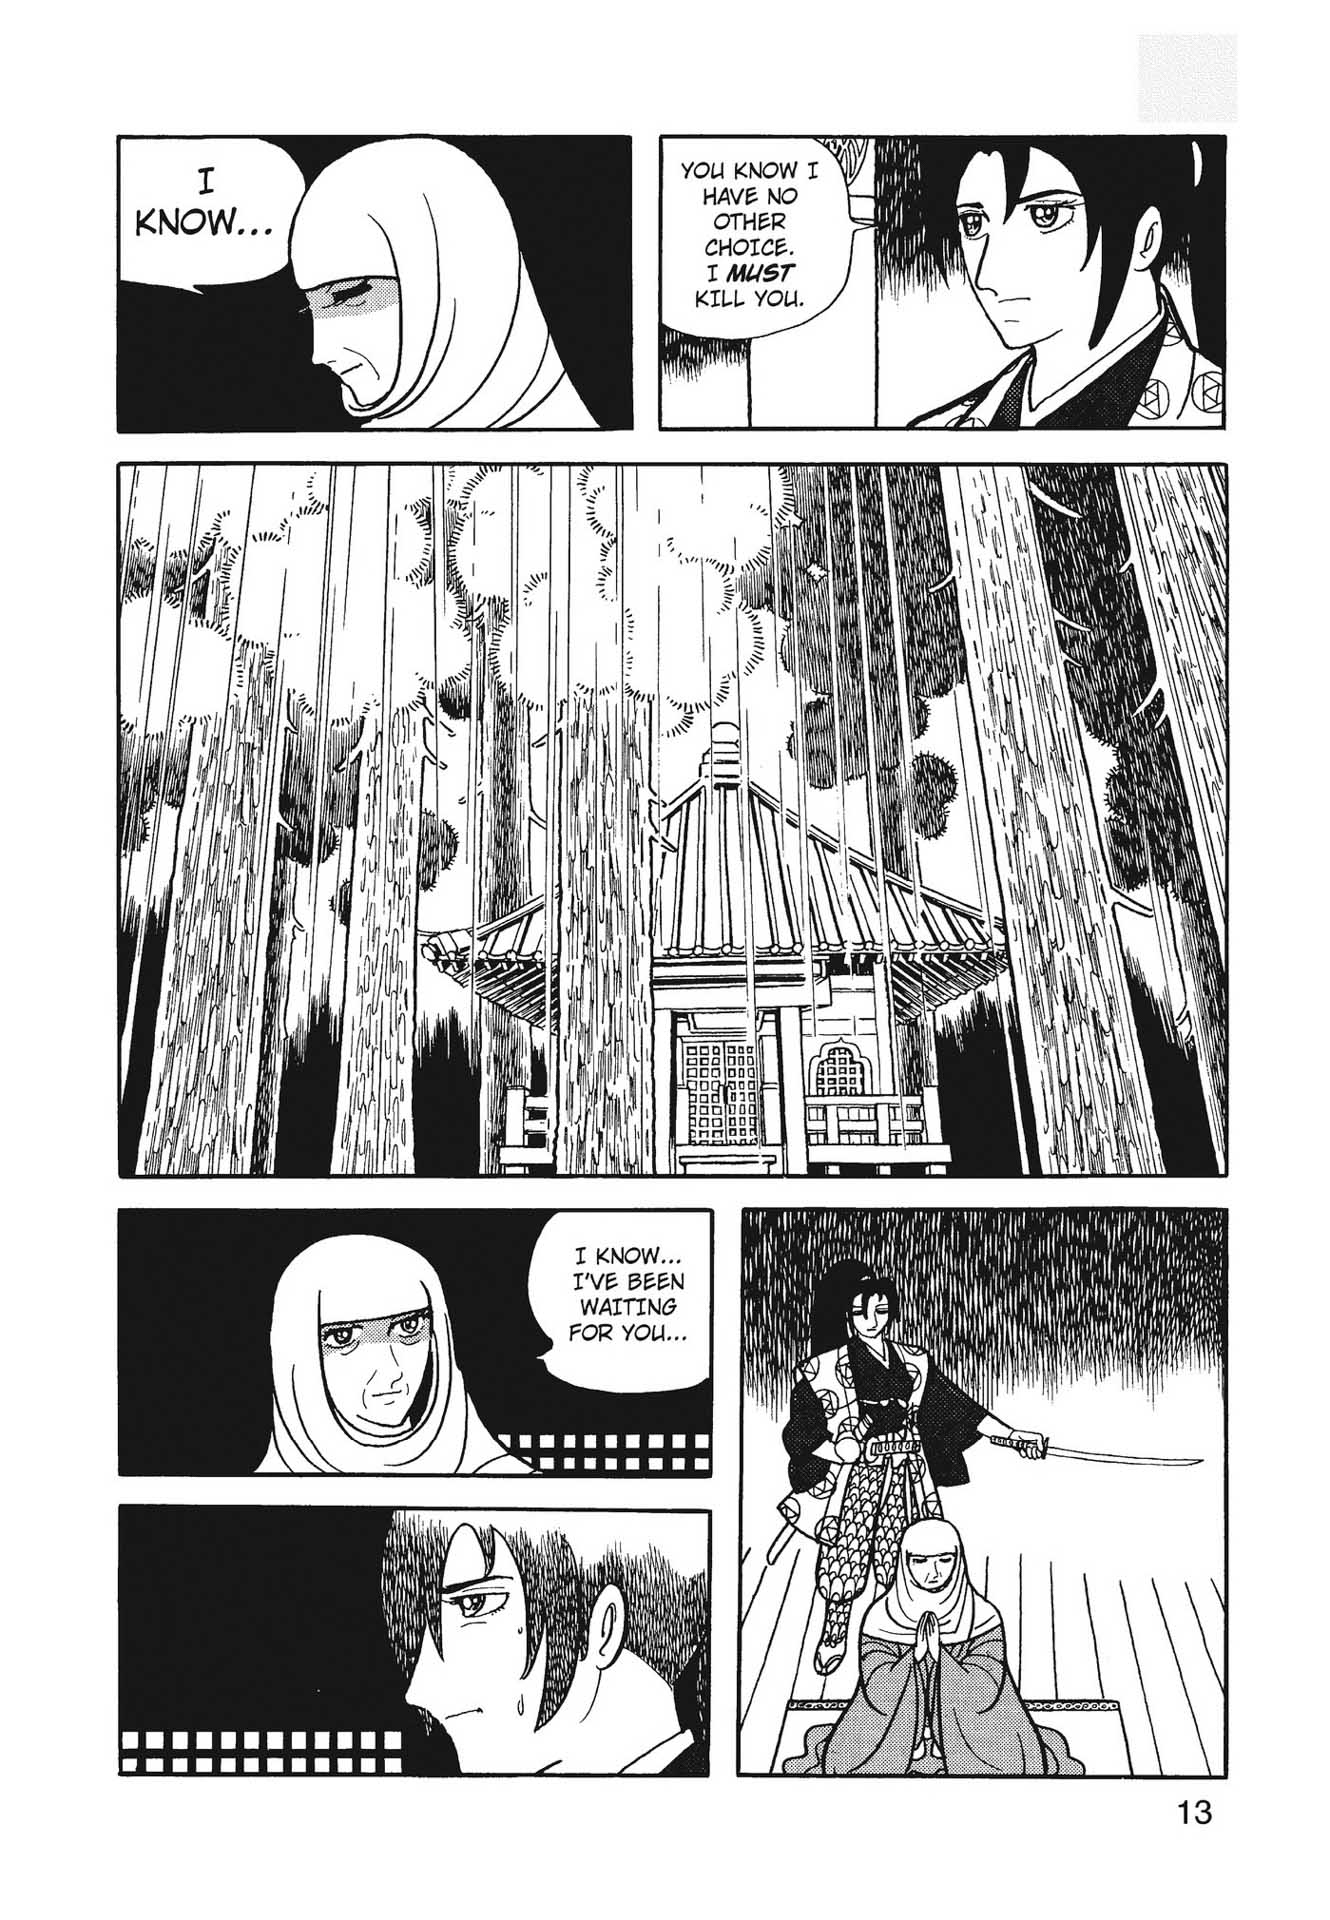 YOU KNOW I
HAVE NO
OTHER
CHOICE.
I MUST
KILL YOU.
I
KNOW...
I KNOW...
I'VE BEEN
WAITING
FOR YOU...
13